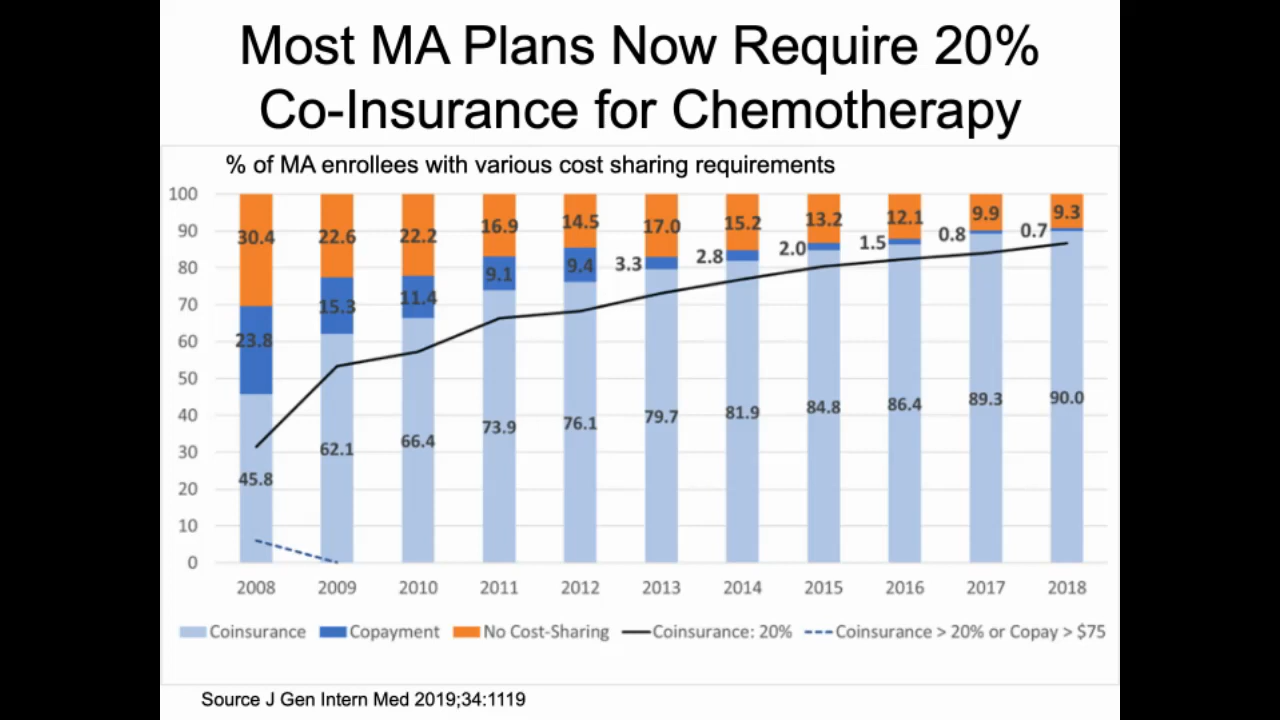 Most MA Plans Now Require 20%
Co-Insurance for Chemotherapy
% of MA enrollees with various cost sharing requirements
100
90
80
70
60
50
40
30
20
10
0
30.4 22.6 22.2 16.9 14.5 17.0 15.2 13.2 12.1 9.9 9.3
23.8 15.3 11.4 9.1 9.4 3.3 2.8 2.0 1.5 0.8 0.7
45.8 62.1 66.4 73.9 76.1 79.7 81.9 84.8 86.4 89.3 90.0
2008 2009 2010 2011 2012 2013 2014 2015 2016 2017 2018
Coinsurance Copayment No Cost-Sharing Coinsurance: 20% Coinsurance > 20% or Copay > $75
Source J Gen Intern Med 2019;34:1119